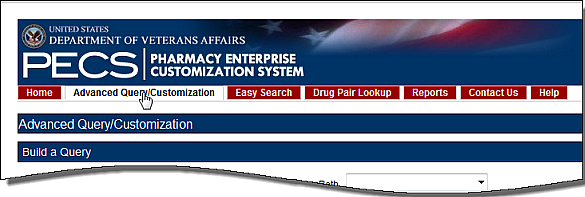 UNITED STATES
DEPARTMENT OF VETERANS AFFAIRS
PECS
PHARMACY ENTERPRISE
CUSTOMIZATION SYSTEM
Home Advanced Query/Customization Easy Search Drug Pair Lookup Reports Contact Us Help
Advanced Query/Customization
Build a Query